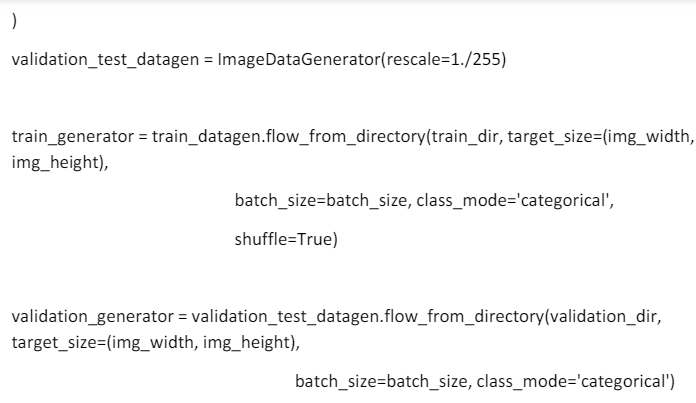 )
validation_test_datagen = ImageDataGenerator(rescale=1./255)
train_generator = train_datagen.flow_from_directory(train_dir, target_size=(img_width,
img_height),
batch_size=batch_size, class_mode='categorical',
shuffle=True)
validation_generator = validation_test_datagen.flow_from_directory(validation_dir,
target_size=(img_width, img_height),
batch_size=batch_size, class_mode='categorical')